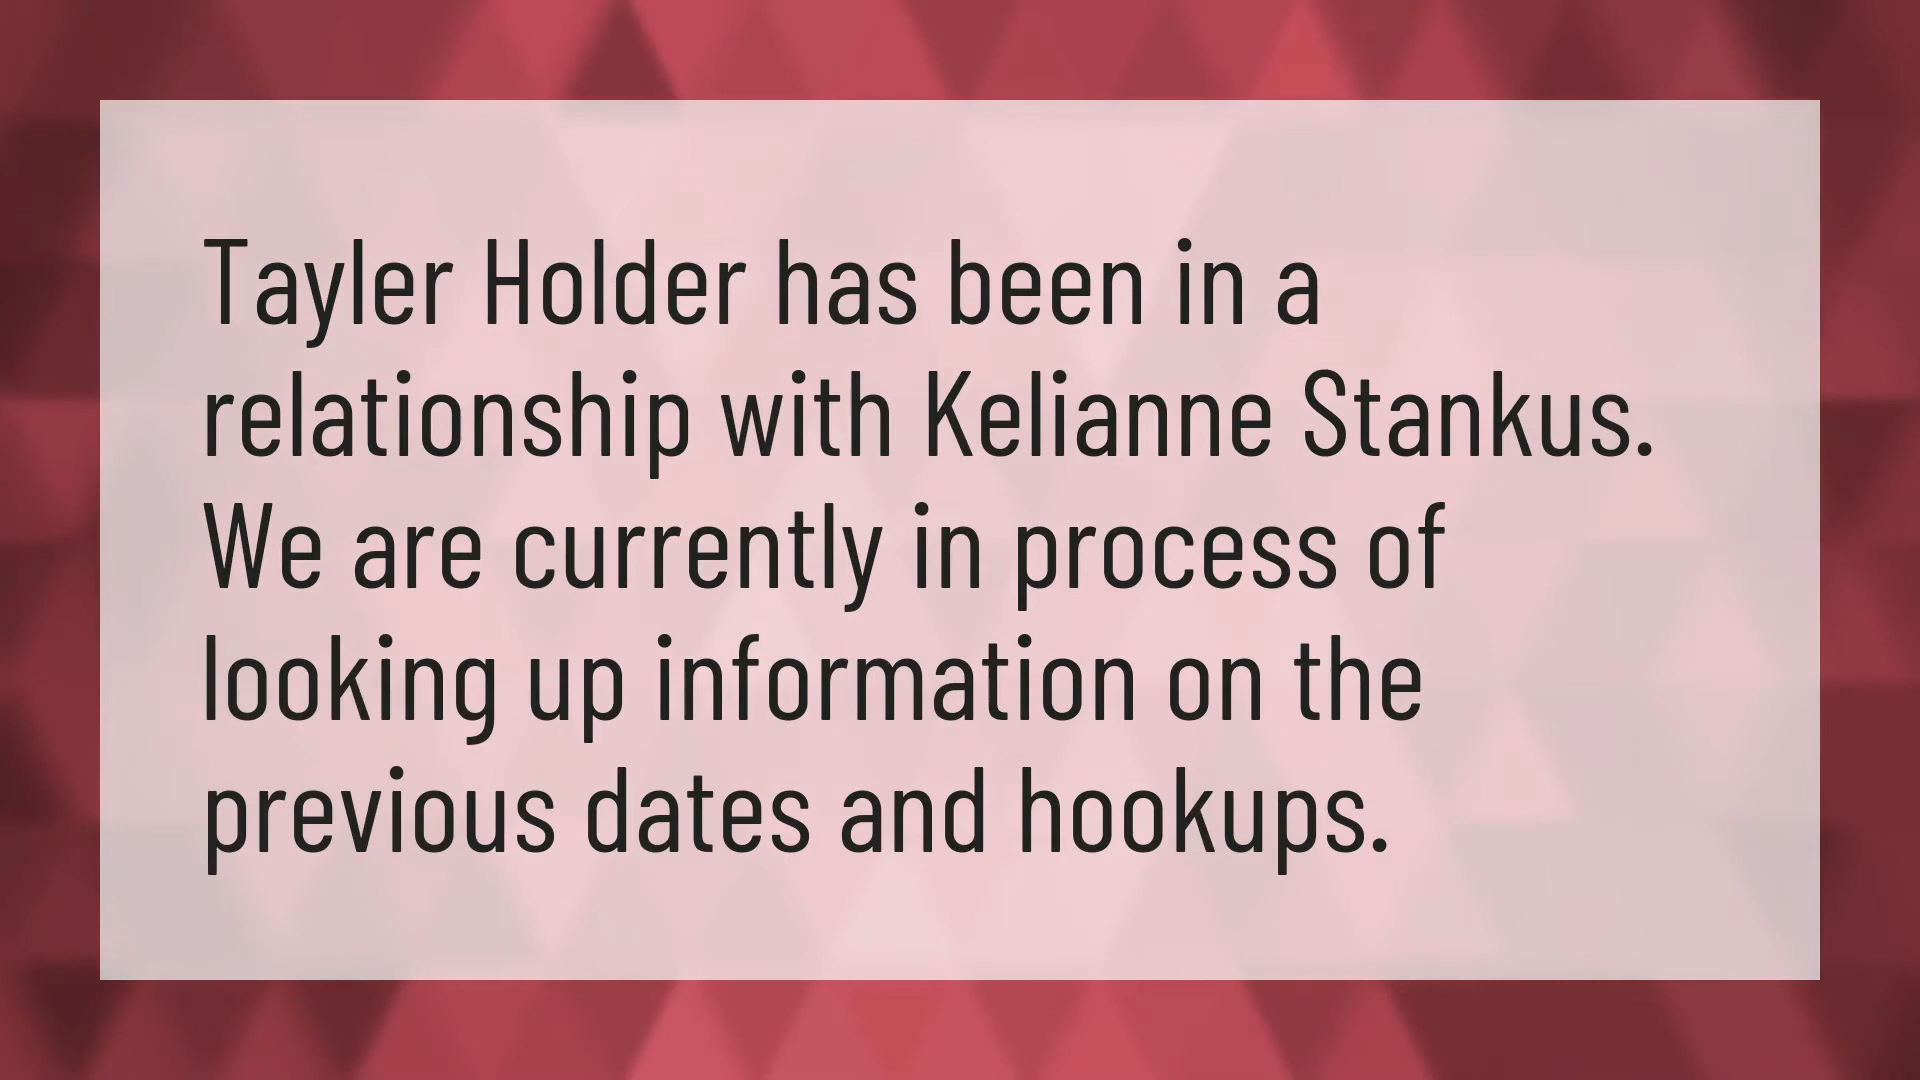 Tayler Holder has been in a
relationship with Kelianne Stankus.
We are currently in process of
looking up information on the
previous dates and hookups.